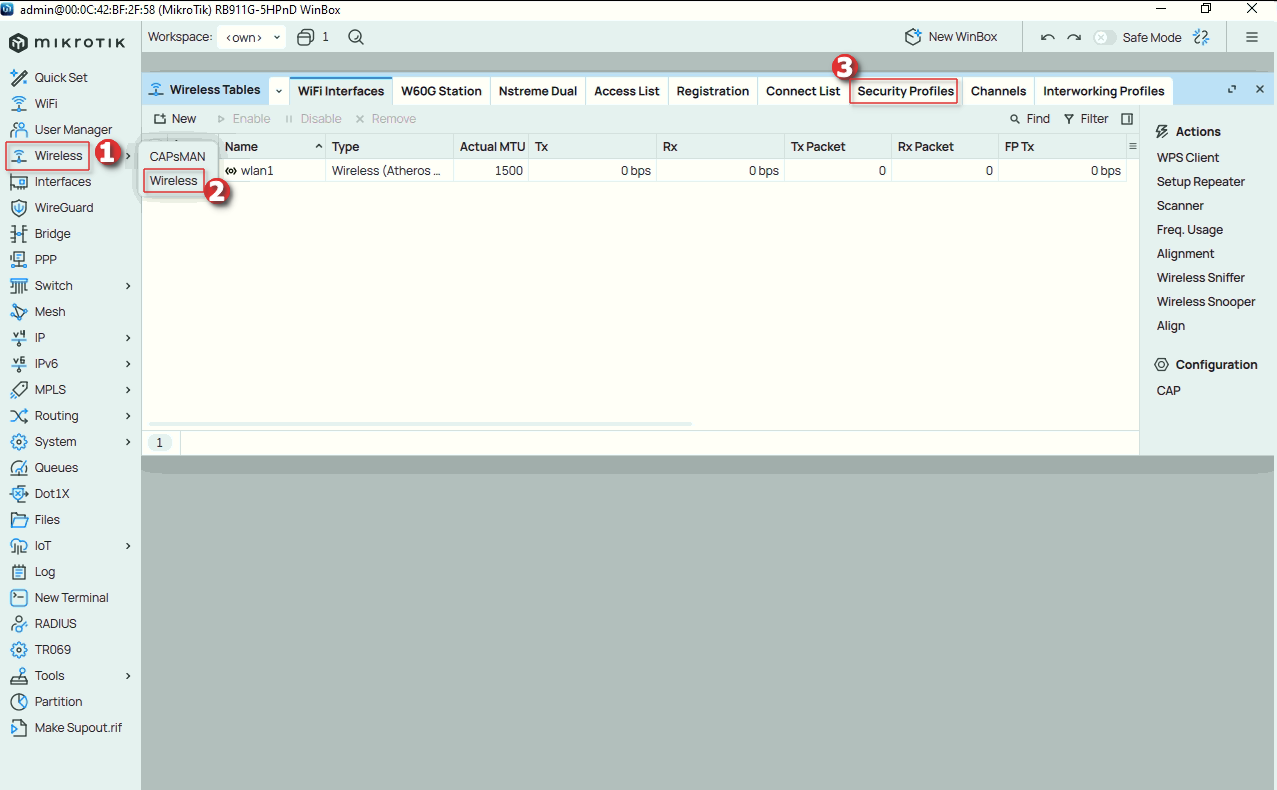 admin@00:0C:42:BF:2F:58 (MikroTik) RB911G-5HPnD WinBox
MIKROTIK
Workspace: <own> 1 New WinBox Safe Mode
Quick Set
WiFi
User Manager
Wireless 1
Interfaces
WireGuard
Bridge
PPP
Switch
Mesh
IP
IPv6
MPLS
Routing
System
Queues
Dot1X
Files
IoT
Log
New Terminal
RADIUS
TR069
Tools
Partition
Make Supout.rif
CAPsMAN
Wireless 2
3
Wireless Tables WiFi Interfaces W60G Station Nstreme Dual Access List Registration Connect List Security Profiles Channels Interworking Profiles
New Enable Disable Remove Find Filter
Name Type Actual MTU Tx Rx Tx Packet Rx Packet FP Tx
wlan1 Wireless (Atheros ... 1500 0 bps 0 bps 0 0 0 bps
1
Actions
WPS Client
Setup Repeater
Scanner
Freq. Usage
Alignment
Wireless Sniffer
Wireless Snooper
Align
Configuration
CAP